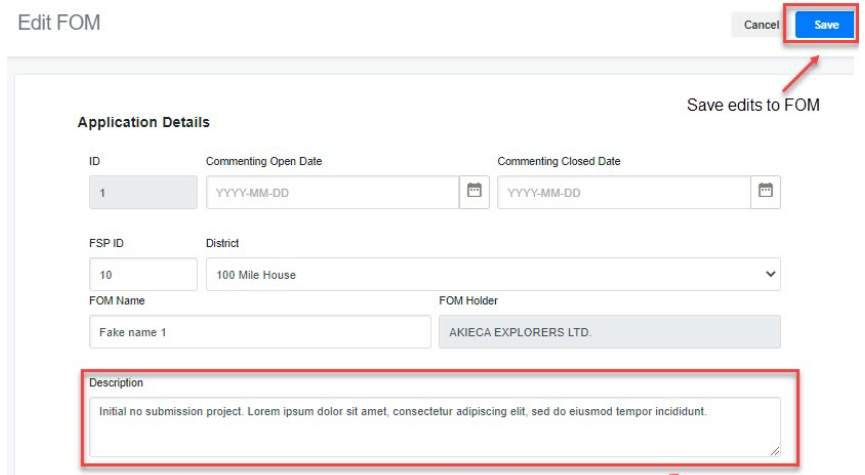 Edit FOM
Cancel Save
Save edits to FOM
Application Details
ID Commenting Open Date Commenting Closed Date
1 YYYY-MM-DD YYYY-MM-DD
FSP ID District
10 100 Mile House
FOM Name FOM Holder
Fake name 1 AKIECA EXPLORERS LTD.
Description
Initial no submission project. Lorem ipsum dolor sit amet, consectetur adipiscing elit, sed do eiusmod tempor incididunt.